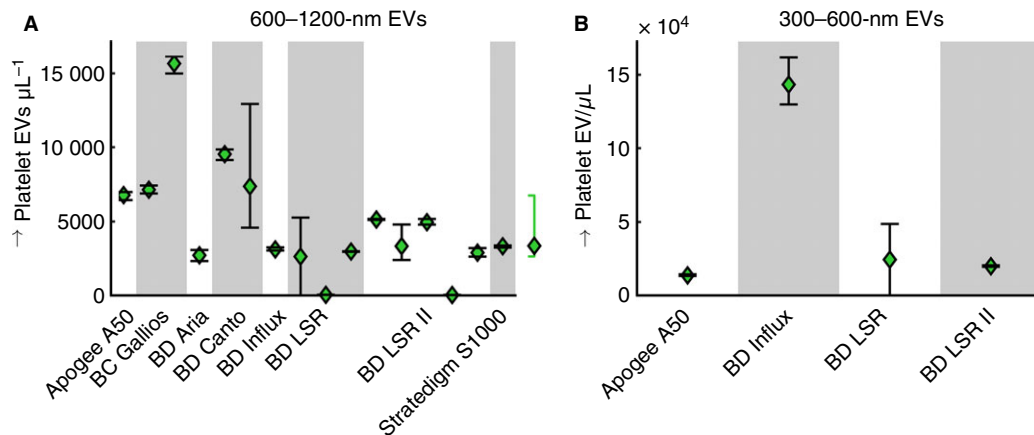 A
600–1200-nm EVs
→ Platelet EVs µL⁻¹
15 000
10 000
5000
0
Apogee A50
BC Gallios
BD Aria
BD Canto
BD Influx
BD LSR
BD LSR II
Stratedigm S1000
B
300–600-nm EVs
× 10⁴
→ Platelet EV/µL
15
10
5
0
Apogee A50
BD Influx
BD LSR
BD LSR II